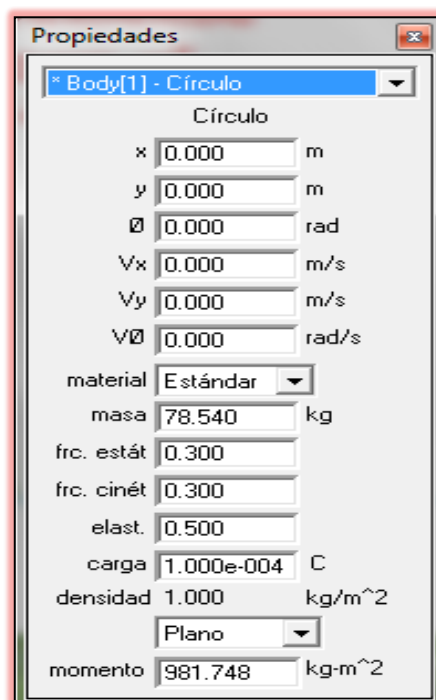 Propiedades
* Body[1] - Círculo
Círculo
x 0.000 m
y 0.000 m
Ø 0.000 rad
Vx 0.000 m/s
Vy 0.000 m/s
VØ 0.000 rad/s
material Estándar
masa 78.540 kg
frc. estát 0.300
frc. cinét 0.300
elast. 0.500
carga 1.000e-004 C
densidad 1.000 kg/m^2
Plano
momento 981.748 kg-m^2